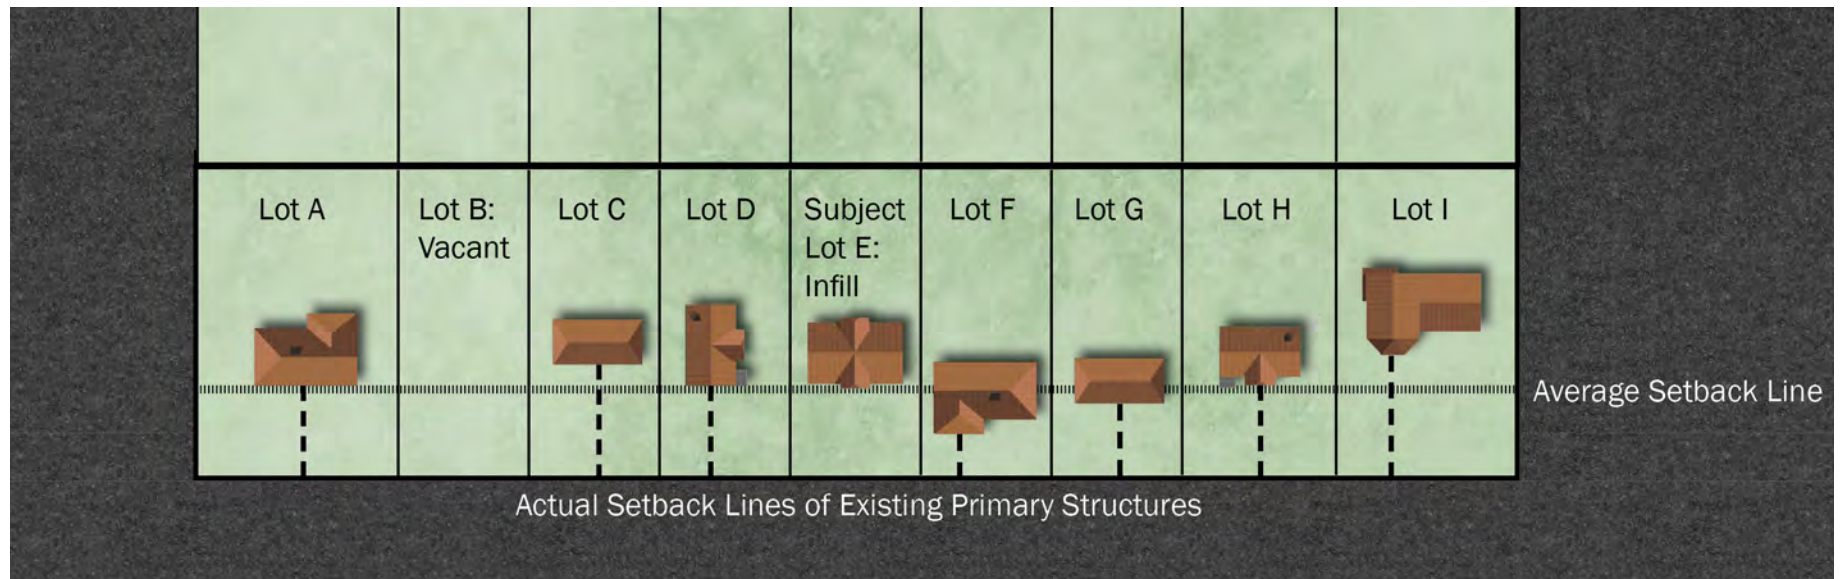 Lot A
Lot B:
Vacant
Lot C
Lot D
Subject
Lot E:
Infill
Lot F
Lot G
Lot H
Lot I
Average Setback Line
Actual Setback Lines of Existing Primary Structures